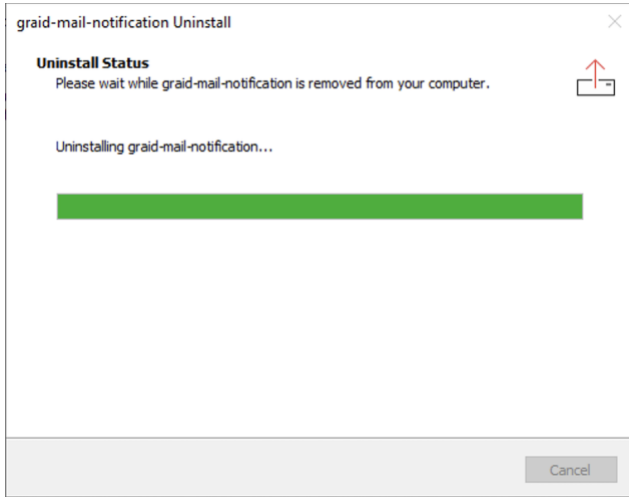 graid-mail-notification Uninstall
Uninstall Status
Please wait while graid-mail-notification is removed from your computer.
Uninstalling graid-mail-notification...
Cancel